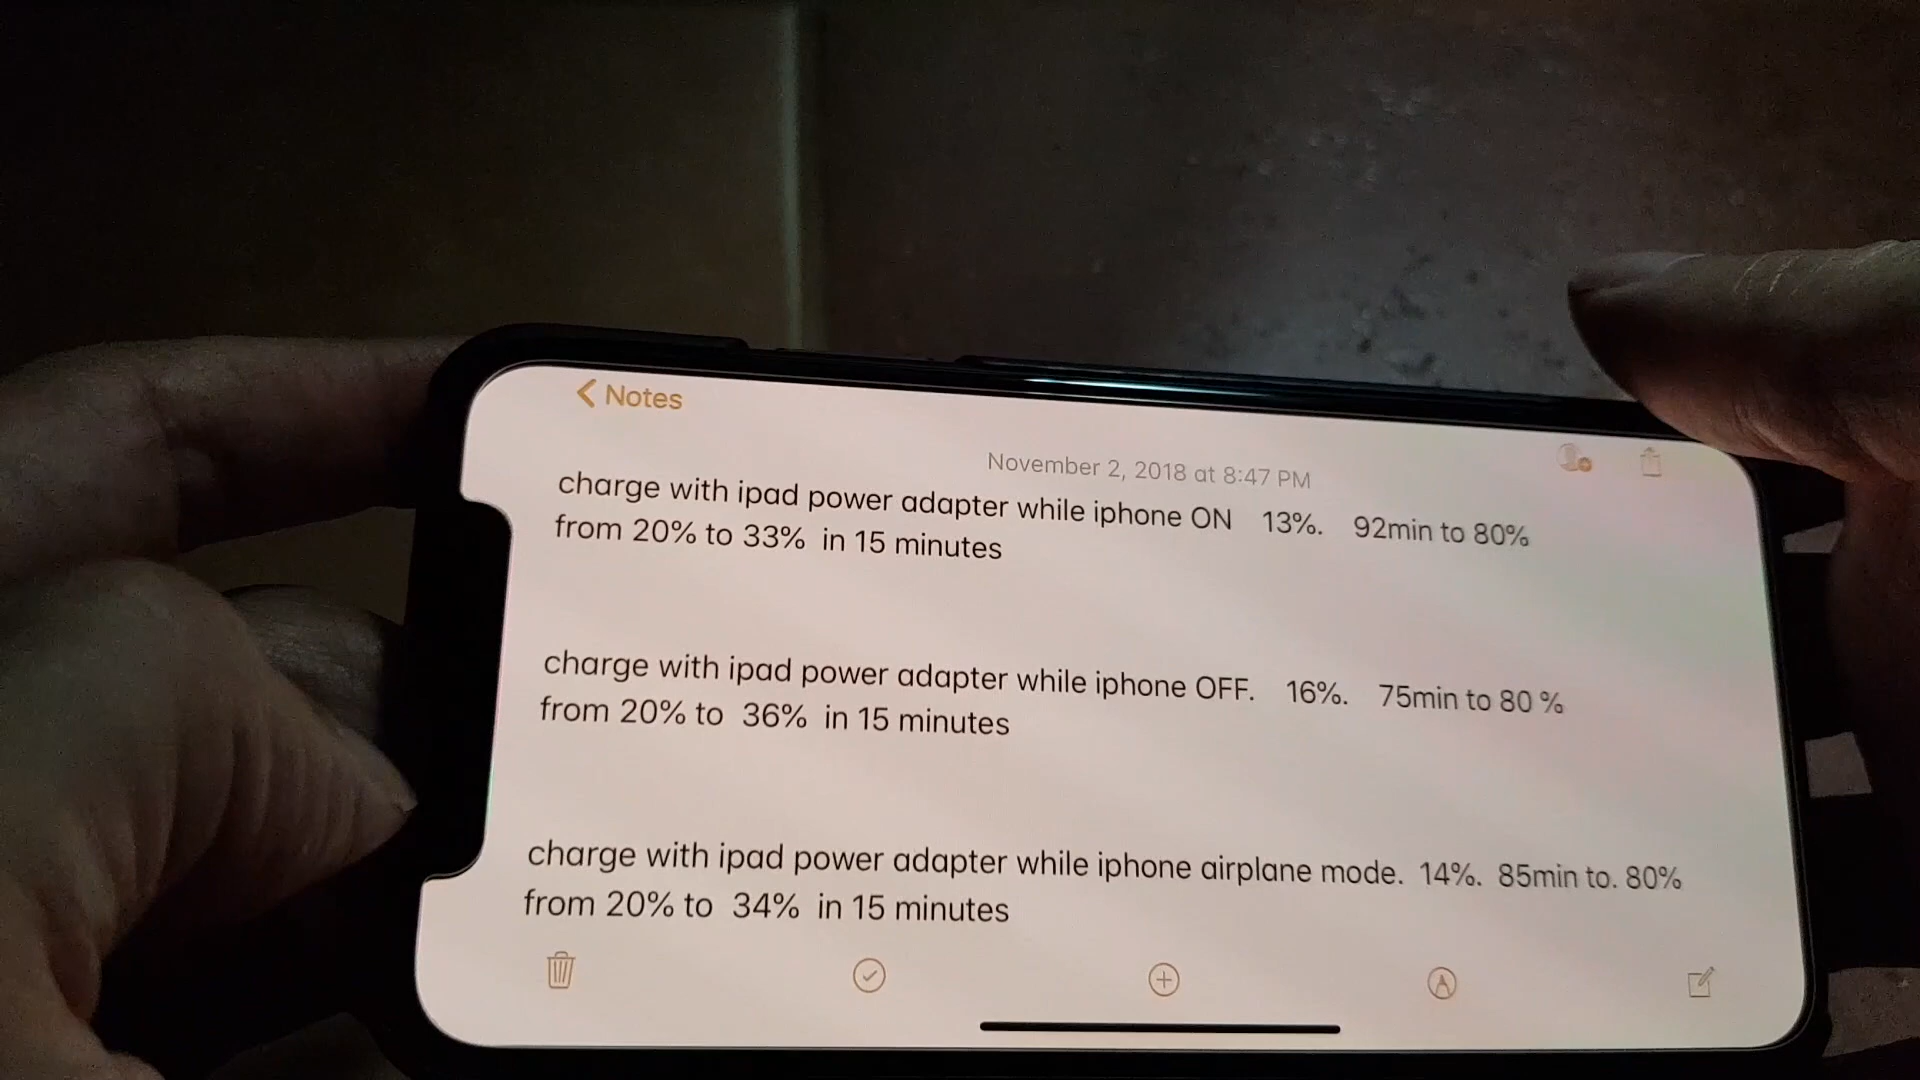 Notes
November 2, 2018 at 8:47 PM
charge with ipad power adapter while iphone ON 13%. 92min to 80%
from 20% to 33% in 15 minutes
charge with ipad power adapter while iphone OFF. 16%. 75min to 80 %
from 20% to 36% in 15 minutes
charge with ipad power adapter while iphone airplane mode. 14%. 85min to. 80%
from 20% to 34% in 15 minutes